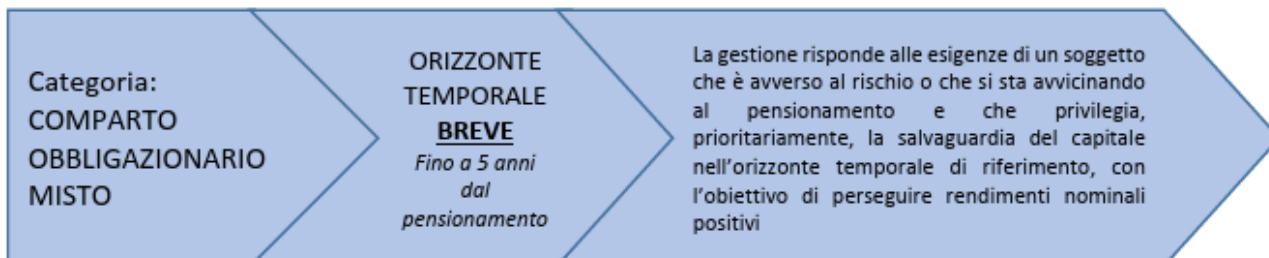 Categoria:
COMPARTO
OBBLIGAZIONARIO
MISTO
ORIZZONTE
TEMPORALE
BREVE
Fino a 5 anni
dal
pensionamento
La gestione risponde alle esigenze di un soggetto
che è avverso al rischio o che si sta avvicinando
al pensionamento e che privilegia,
prioritariamente, la salvaguardia del capitale
nell'orizzonte temporale di riferimento, con
l'obiettivo di perseguire rendimenti nominali
positivi